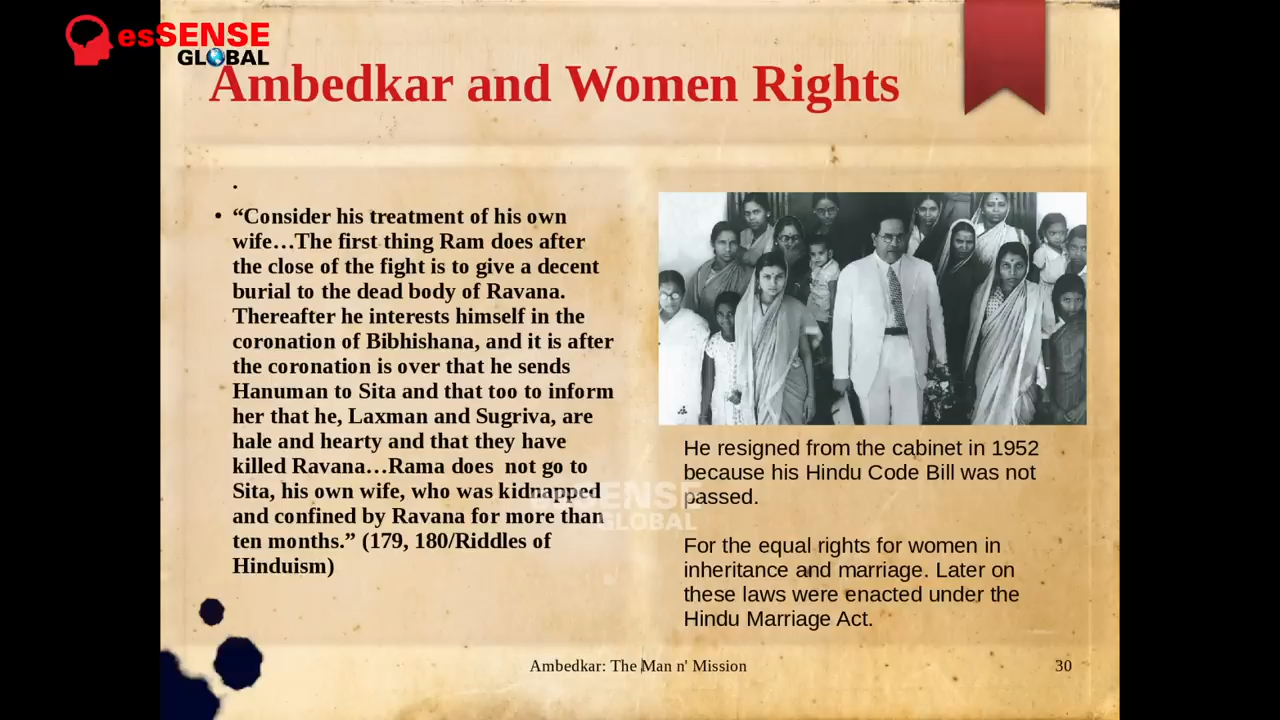 esSENSE
GLOBAL
Ambedkar and Women Rights
.
• “Consider his treatment of his own
wife…The first thing Ram does after
the close of the fight is to give a decent
burial to the dead body of Ravana.
Thereafter he interests himself in the
coronation of Bibhishana, and it is after
the coronation is over that he sends
Hanuman to Sita and that too to inform
her that he, Laxman and Sugriva, are
hale and hearty and that they have
killed Ravana…Rama does  not go to
Sita, his own wife, who was kidnapped
and confined by Ravana for more than
ten months.” (179, 180/Riddles of
Hinduism)
He resigned from the cabinet in 1952
because his Hindu Code Bill was not
passed.
For the equal rights for women in
inheritance and marriage. Later on
these laws were enacted under the
Hindu Marriage Act.
esSENSE
GLOBAL
Ambedkar: The Man n' Mission
30